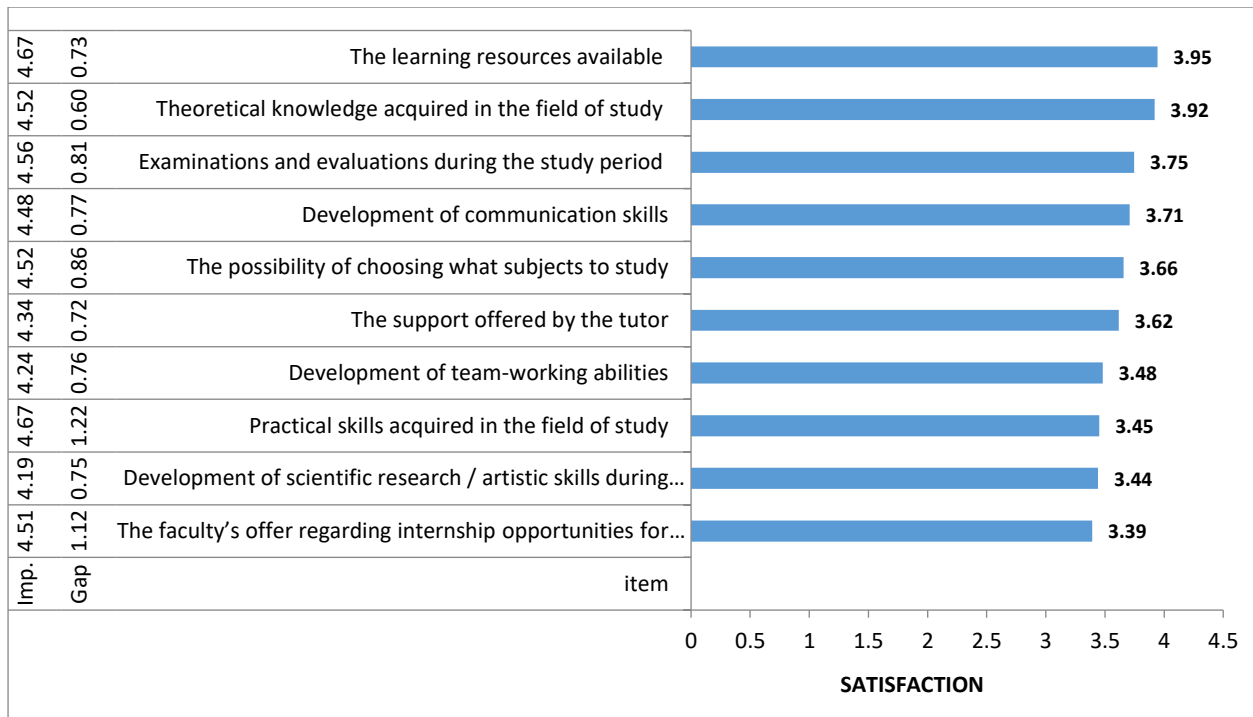 4.67 0.73 The learning resources available 3.95
4.52 0.60 Theoretical knowledge acquired in the field of study 3.92
4.56 0.81 Examinations and evaluations during the study period 3.75
4.48 0.77 Development of communication skills 3.71
4.52 0.86 The possibility of choosing what subjects to study 3.66
4.34 0.72 The support offered by the tutor 3.62
4.24 0.76 Development of team-working abilities 3.48
4.67 1.22 Practical skills acquired in the field of study 3.45
4.19 0.75 Development of scientific research / artistic skills during... 3.44
4.51 1.12 The faculty’s offer regarding internship opportunities for... 3.39
Imp. Gap item
0 0.5 1 1.5 2 2.5 3 3.5 4 4.5
SATISFACTION